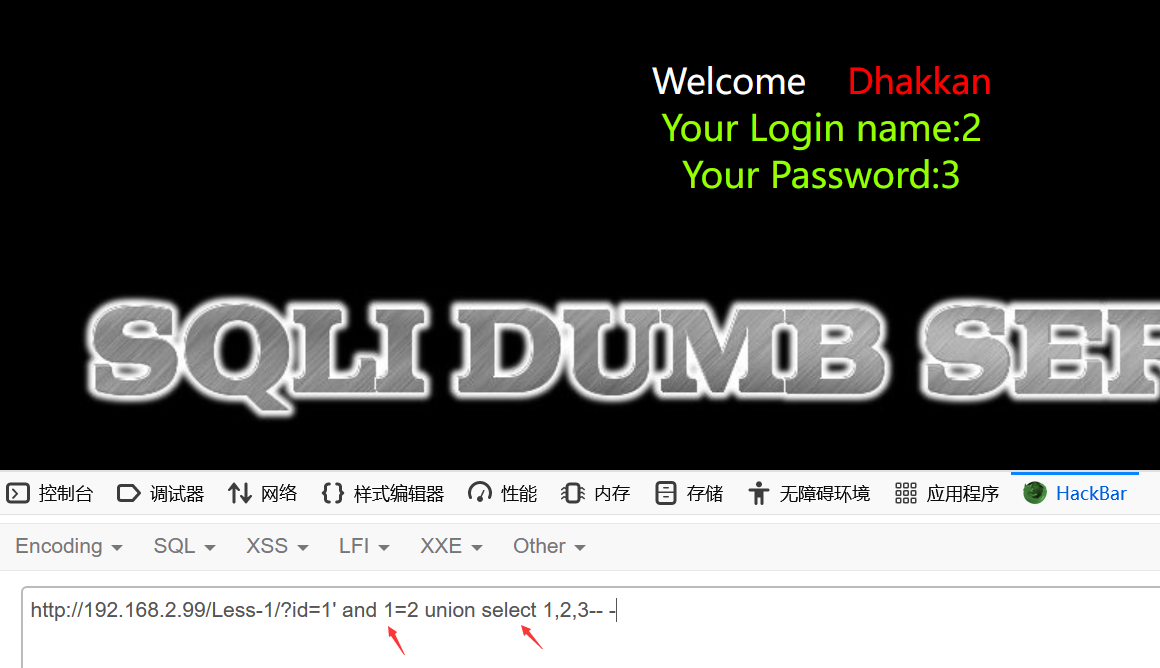 Welcome Dhakkan
Your Login name:2
Your Password:3
SQLI DUMB SER
控制台 调试器 网络 样式编辑器 性能 内存 存储 无障碍环境 应用程序 HackBar
Encoding SQL XSS LFI XXE Other
http://192.168.2.99/Less-1/?id=1' and 1=2 union select 1,2,3-- -